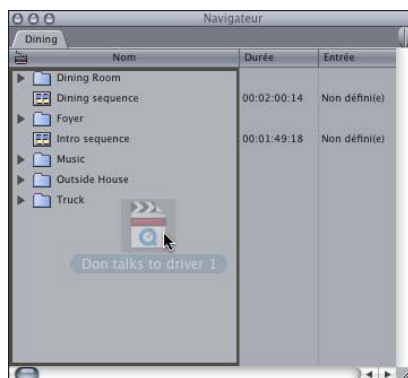 Navigateur
Dining
Nom Durée Entrée
Dining Room
Dining sequence 00:02:00:14 Non défini(e)
Foyer
Intro sequence 00:01:49:18 Non défini(e)
Music
Outside House
Truck
Don talks to driver 1